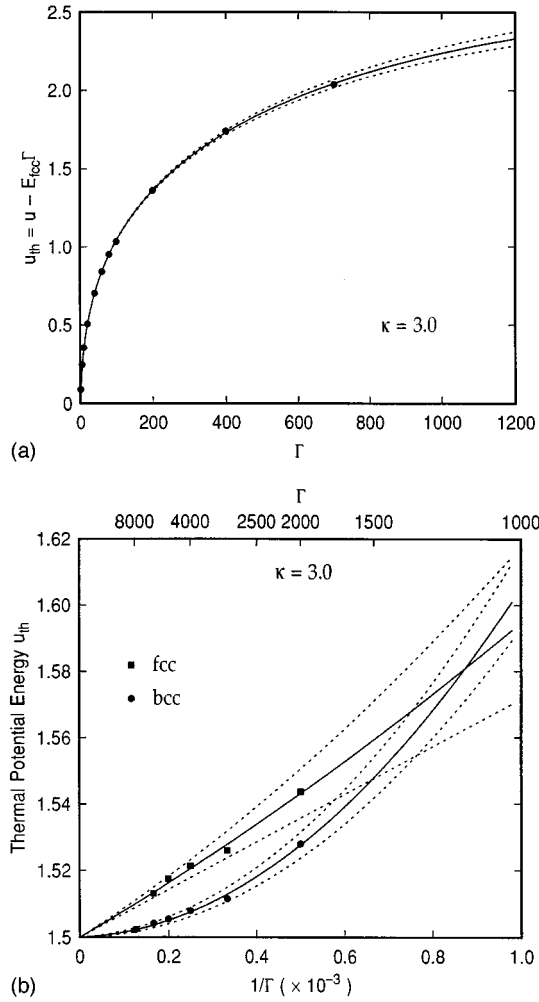 2.5
2.0
1.5
1.0
0.5
0
u_th = u − E_fcc Γ
κ = 3.0
0 200 400 600 800 1000 1200
(a)
Γ
Γ
8000 4000 2500 2000 1500 1000
1.62
κ = 3.0
1.60
fcc
1.58
bcc
1.56
1.54
1.52
1.5
Thermal Potential Energy u_th
0 0.2 0.4 0.6 0.8 1.0
(b)
1/Γ ( × 10⁻³)